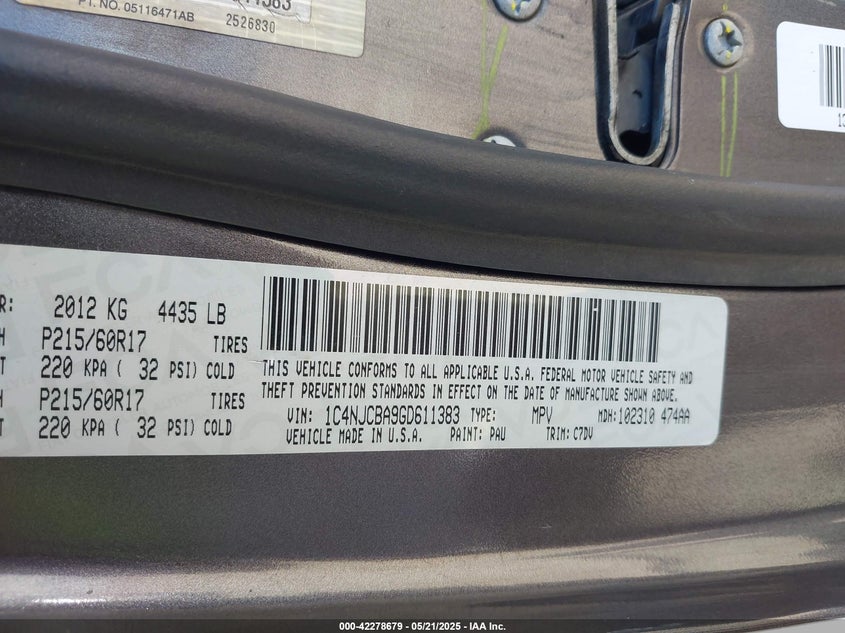 PT. NO. 05116471AB
2526830
13
R: 2012 KG 4435 LB
H P215/60R17 TIRES
T 220 KPA ( 32 PSI) COLD
H P215/60R17 TIRES
T 220 KPA ( 32 PSI) COLD
THIS VEHICLE CONFORMS TO ALL APPLICABLE U.S.A. FEDERAL MOTOR VEHICLE SAFETY AND
THEFT PREVENTION STANDARDS IN EFFECT ON THE DATE OF MANUFACTURE SHOWN ABOVE.
VIN: 1C4NJCBA9GD611383 TYPE: MPV MDH:102310 474AA
VEHICLE MADE IN U.S.A. PAINT: PAU TRIM: C7DV
000-42278679 - 05/21/2025 - IAA Inc.